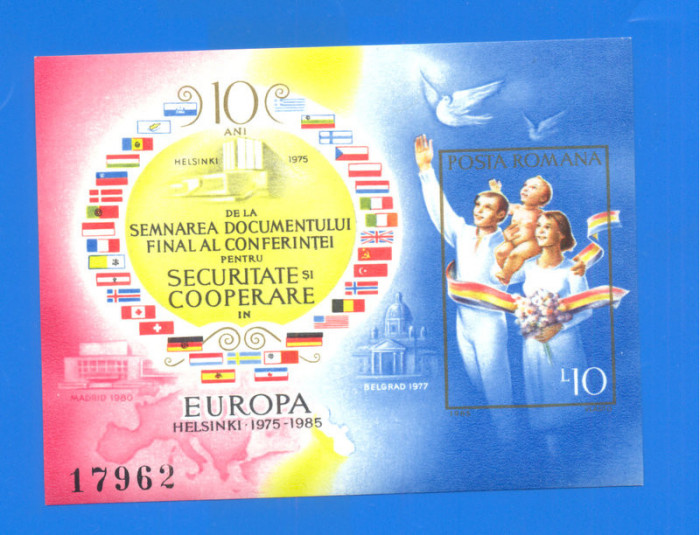 10
ANI
HELSINKI 1975
DE LA
SEMNAREA DOCUMENTULUI
FINAL AL CONFERINȚEI
PENTRU
SECURITATE ȘI
COOPERARE
IN
EUROPA
HELSINKI · 1975 - 1985
MADRID 1980
BELGRAD 1977
17962
POSTA ROMANA
L10